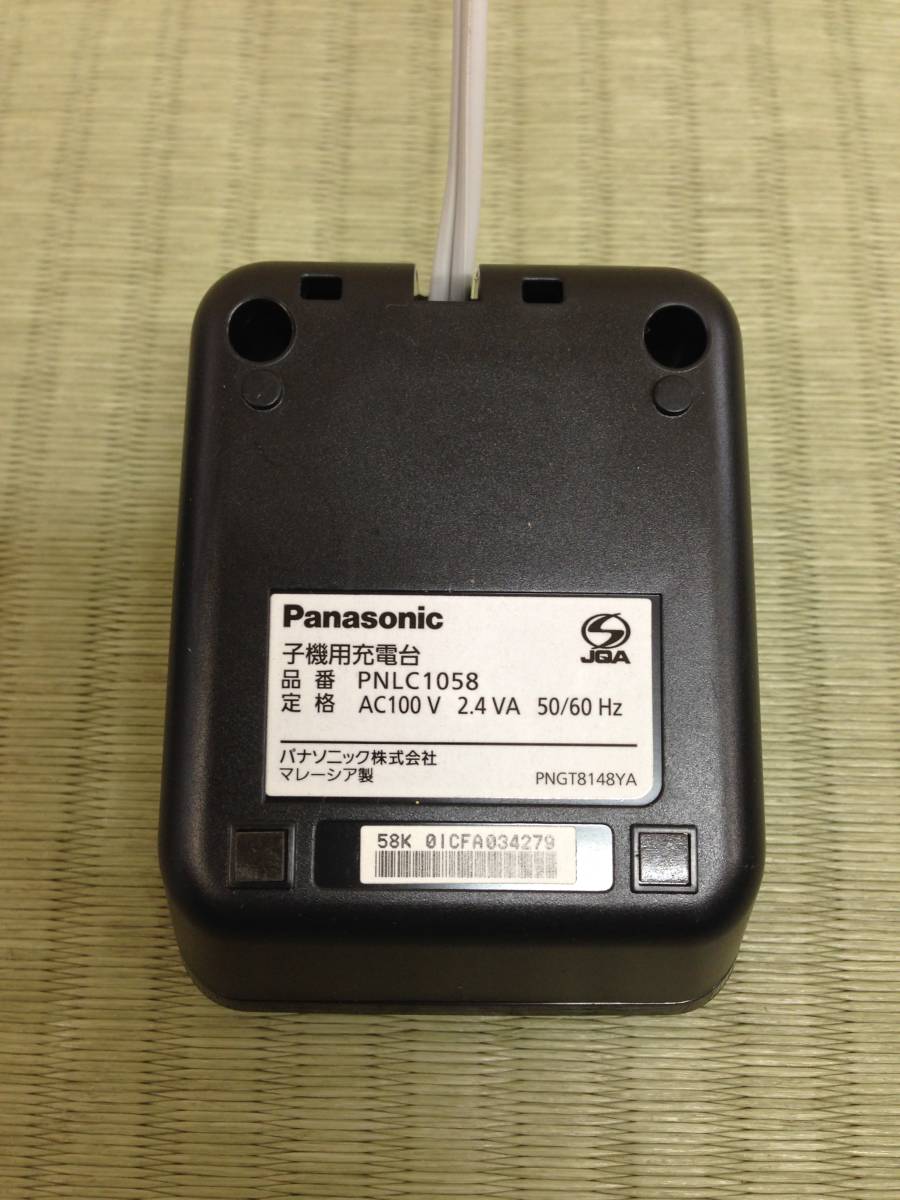 Panasonic
JQA
子機用充電台
品番 PNLC1058
定格 AC100 V 2.4 VA 50/60 Hz
パナソニック株式会社
マレーシア製 PNGT8148YA
58K 0ICFA034279